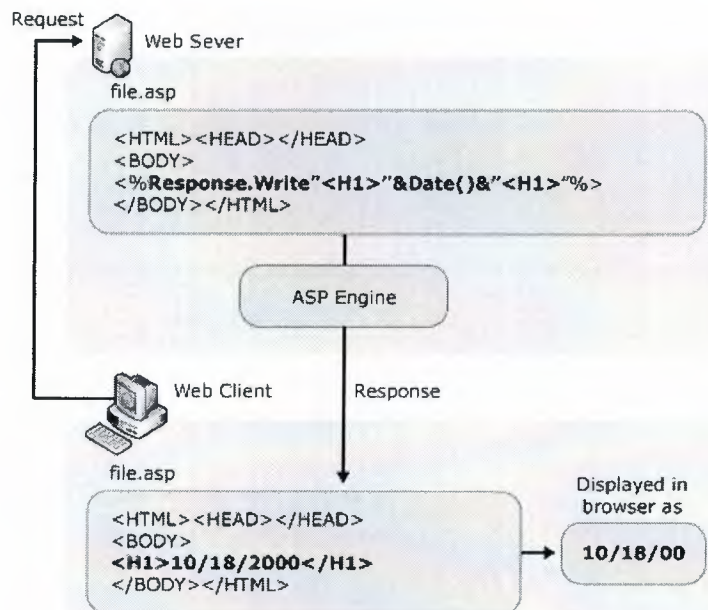 Request
Web Sever
file.asp
<HTML><HEAD></HEAD>
<BODY>
<%Response.Write"<H1>"&Date()&"<H1>"%>
</BODY></HTML>
ASP Engine
Web Client
Response
file.asp
<HTML><HEAD></HEAD>
<BODY>
<H1>10/18/2000</H1>
</BODY></HTML>
Displayed in
browser as
10/18/00